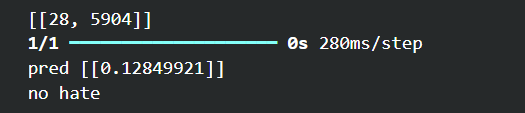 [[28, 5904]]
1/1 ━━━━━━━━━━━━━━━━━━━━ 0s 280ms/step
pred [[0.12849921]]
no hate